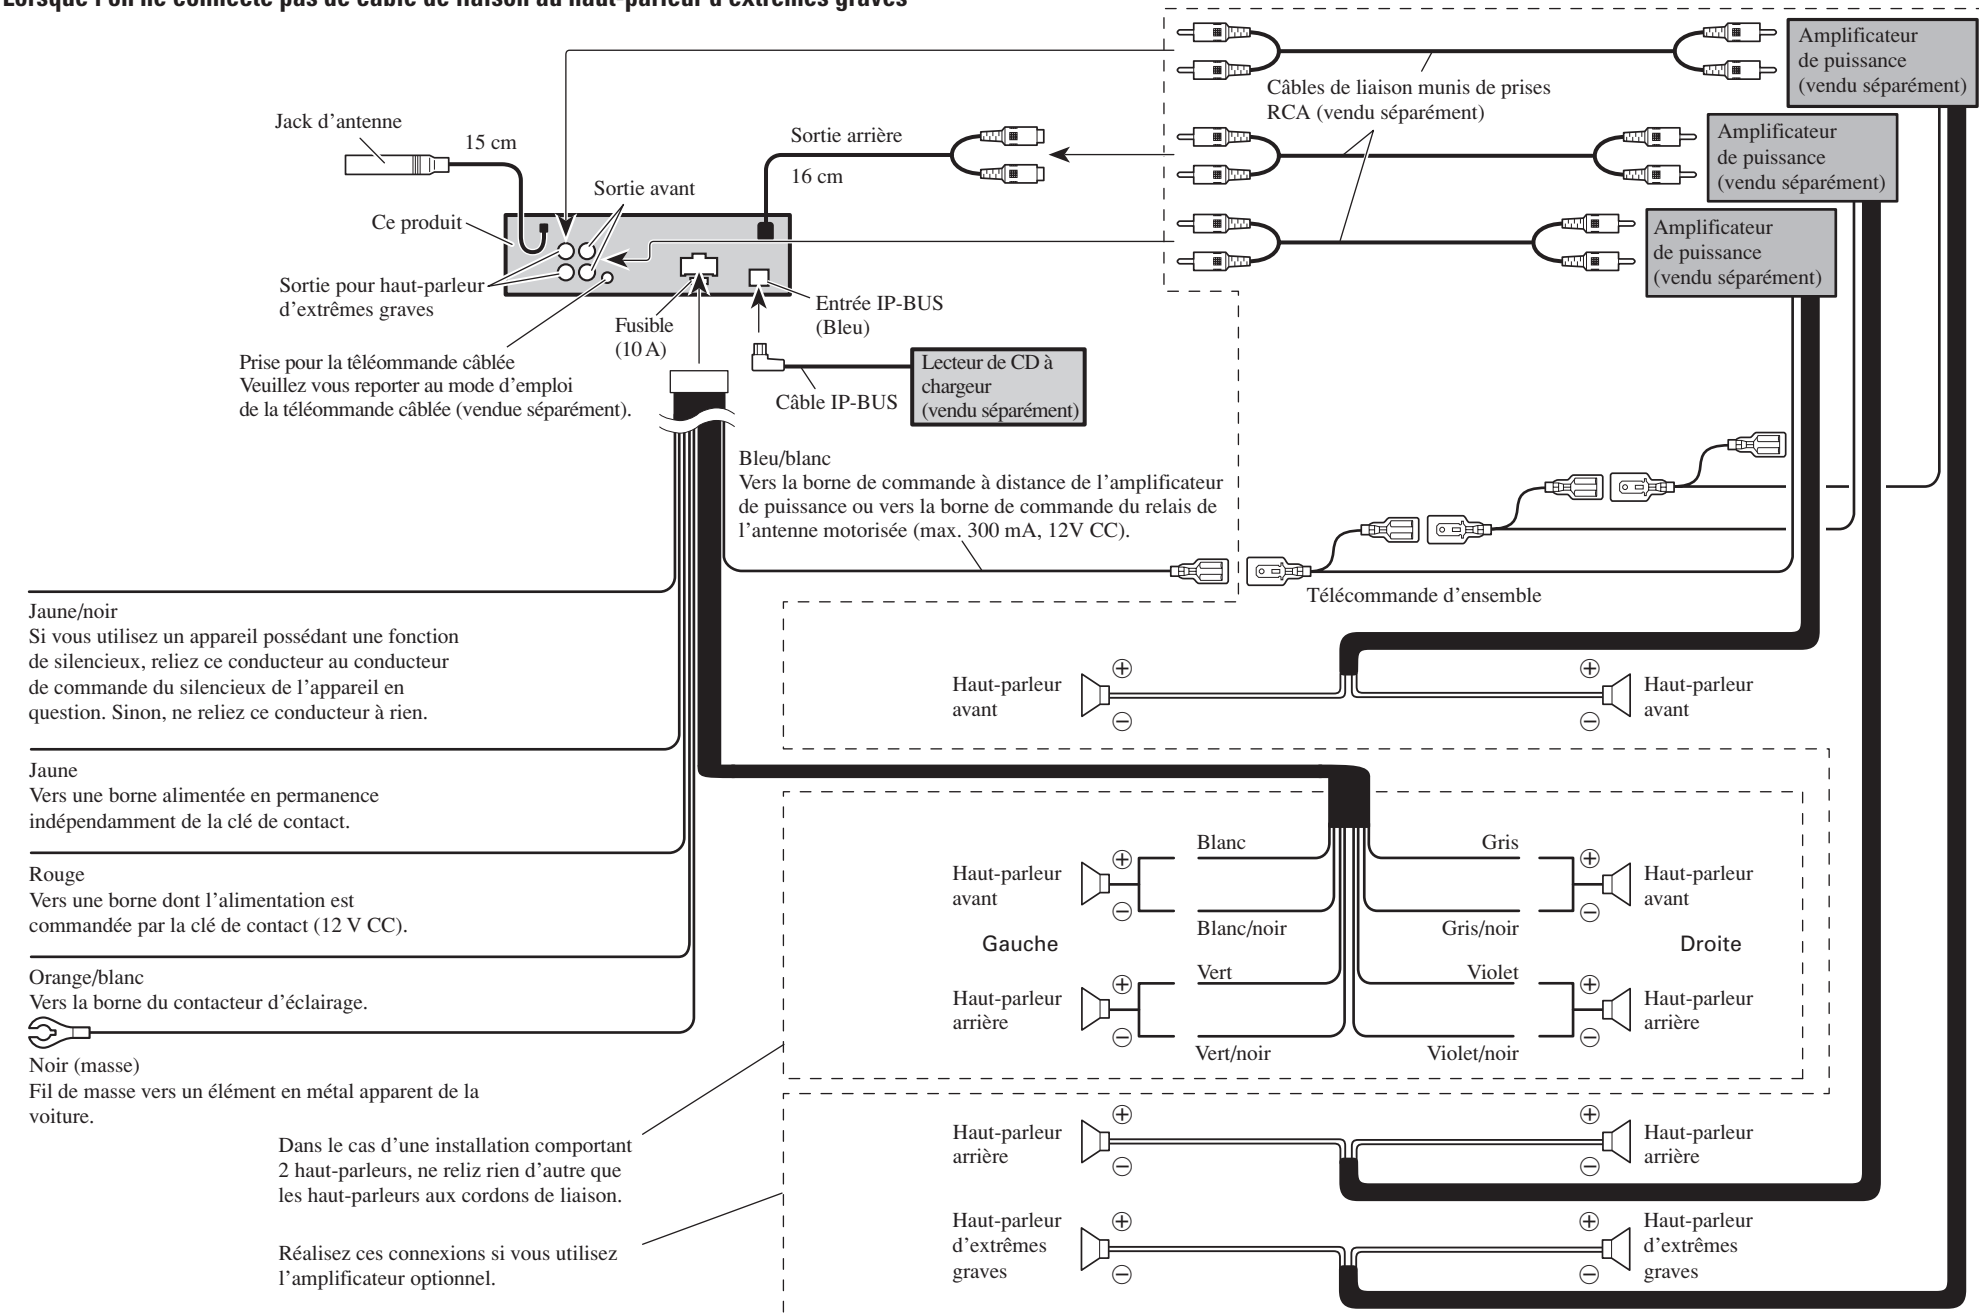 Lorsque l'on ne connecte pas de câble de liaison au haut-parleur d'extrêmes graves
Amplificateur
de puissance
(vendu séparément)
Câbles de liaison munis de prises
RCA (vendu séparément)
Jack d'antenne
15 cm
Sortie arrière
16 cm
Amplificateur
de puissance
(vendu séparément)
Sortie avant
Ce produit
Amplificateur
de puissance
(vendu séparément)
Sortie pour haut-parleur
d'extrêmes graves
Entrée IP-BUS
(Bleu)
Fusible
(10 A)
Prise pour la têléommande câblée
Veuillez vous reporter au mode d'emploi
de la téléommande câblée (vendue séparément).
Lecteur de CD à
chargeur
(vendu séparément)
Câble IP-BUS
Bleu/blanc
Vers la borne de commande à distance de l'amplificateur
de puissance ou vers la borne de commande du relais de
l'antenne motorisée (max. 300 mA, 12V CC).
Télécommande d'ensemble
Jaune/noir
Si vous utilisez un appareil possédant une fonction
de silencieux, reliez ce conducteur au conducteur
de commande du silencieux de l'appareil en
question. Sinon, ne reliez ce conducteur à rien.
Haut-parleur
avant
⊕
⊖
⊕
⊖
Haut-parleur
avant
Jaune
Vers une borne alimentée en permanence
indépendamment de la clé de contact.
Rouge
Vers une borne dont l'alimentation est
commandée par la clé de contact (12 V CC).
Orange/blanc
Vers la borne du contacteur d'éclairage.
Noir (masse)
Fil de masse vers un élément en métal apparent de la
voiture.
Haut-parleur
avant
⊕
⊖
Blanc
Blanc/noir
Gris
Gris/noir
⊕
⊖
Haut-parleur
avant
Gauche
Droite
Haut-parleur
arrière
⊕
⊖
Vert
Vert/noir
Violet
Violet/noir
⊕
⊖
Haut-parleur
arrière
Dans le cas d'une installation comportant
2 haut-parleurs, ne reliz rien d'autre que
les haut-parleurs aux cordons de liaison.
Haut-parleur
arrière
⊕
⊖
⊕
⊖
Haut-parleur
arrière
Réalisez ces connexions si vous utilisez
l'amplificateur optionnel.
Haut-parleur
d'extrêmes
graves
⊕
⊖
⊕
⊖
Haut-parleur
d'extrêmes
graves